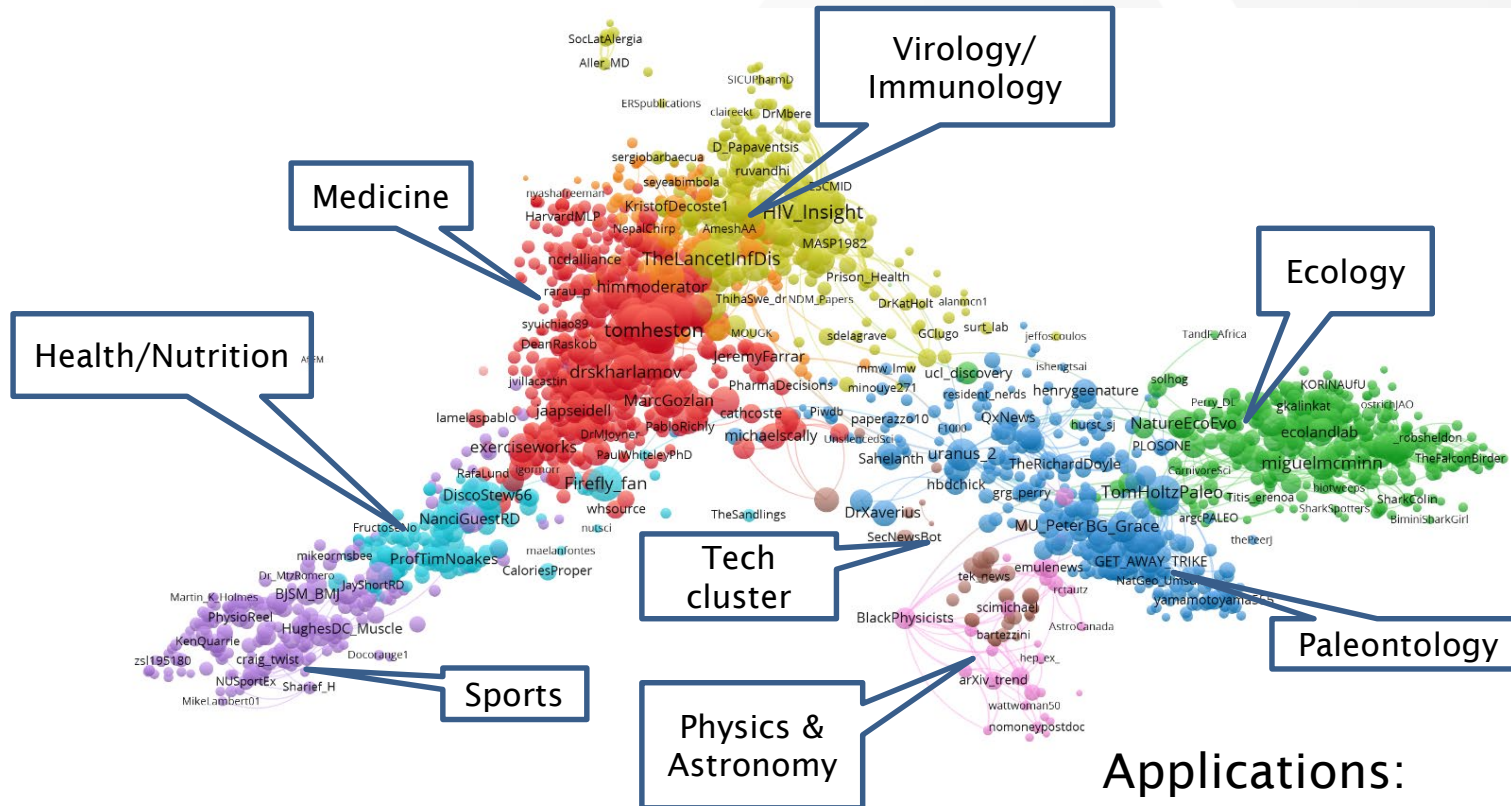 SocLatAlergia
Aller_MD
ERSpublications
SICUPharmD
claireekt
DrMbere
D_Papaventsis
ruvandhi
Virology/
Immunology
Medicine
sergiobarbaecua
seyeabimbola
nyashafreeman
HarvardMLP
KristofDecoste1
NepalChirp
AmeshAA
ESCMID
HIV_Insight
MASP1982
TheLancetInfDis
ncdalliance
himmoderator
rarau_p
Prison_Health
ThihaSwe_dr
NDM_Papers
DrKatHolt
alanmcn1
syuichiao89
tomheston
MOUGK
sdelagrave
GClugo
surt_lab
jeffoscoulos
DeanRaskob
JeremyFarrar
Ecology
TandF_Africa
Health/Nutrition
jvillacastin
drskharlamov
PharmaDecisions
mmw_lmw
minouye271
ucl_discovery
ishengtsai
resident_nerds
henrygeenature
solhog
KORINAUfU
lamelaspablo
jaapseidell
MarcGozlan
PabloRichly
cathcoste
Piwdb
paperazzo10
F1000
QxNews
hurst_sj
Perry_DL
NatureEcoEvo
gkalinkat
ostrichJAO
DrMJoyner
exerciseworks
michaelscally
UnsilencedSci
PLOSONE
ecolandlab
_robsheldon
RafaLund
igormorr
PaulWhiteleyPhD
Sahelanth
uranus_2
TheRichardDoyle
CarnivoreSci
miguelmcminn
TheFalconBirder
DiscoStew66
Firefly_fan
whsource
hbdchick
grg_perry
TomHoltzPaleo
Titis_erenoa
biotweeps
SharkColin
FructoseNo
NanciGuestRD
nutsci
TheSandlings
DrXaverius
MU_Peter
BG_Grace
argcPALEO
SharkSpotters
BiminiSharkGirl
mikeormsbee
ProfTimNoakes
maelanfontes
CaloriesProper
SecNewsBot
thePeerJ
Dr_MtzRomero
JayShortRD
Tech
cluster
tek_news
emulenews
GET_AWAY_TRIKE
Martin_K_Holmes
BJSM_BMJ
rctautz
PhysioReel
HughesDC_Muscle
BlackPhysicists
scimichael
AstroCanada
KenQuarrie
bartezzini
Paleontology
zsl195180
craig_twist
Docorange1
hep_ex_
NUSportEx
Sharief_H
Sports
arXiv_trend
MikeLambert01
wattwoman50
Physics &
Astronomy
nomoneypostdoc
Applications: